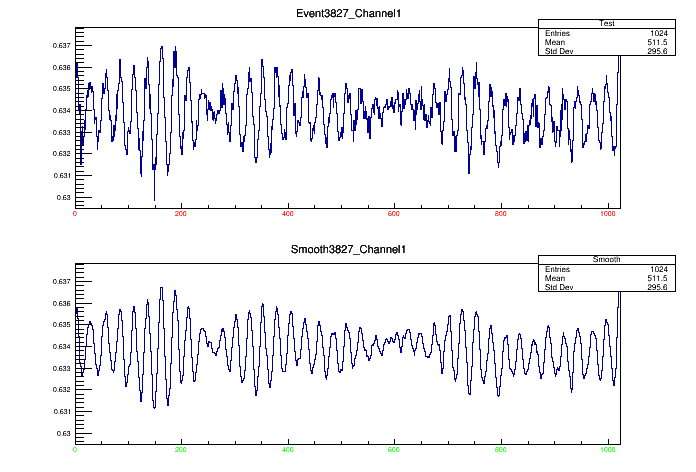 Event3827_Channel1
Test
Entries 1024
Mean 511.5
Std Dev 295.6
0.637
0.636
0.635
0.634
0.633
0.632
0.631
0.63
0 200 400 600 800 1000
Smooth3827_Channel1
Smooth
Entries 1024
Mean 511.5
Std Dev 295.6
0.637
0.636
0.635
0.634
0.633
0.632
0.631
0.63
0 200 400 600 800 1000